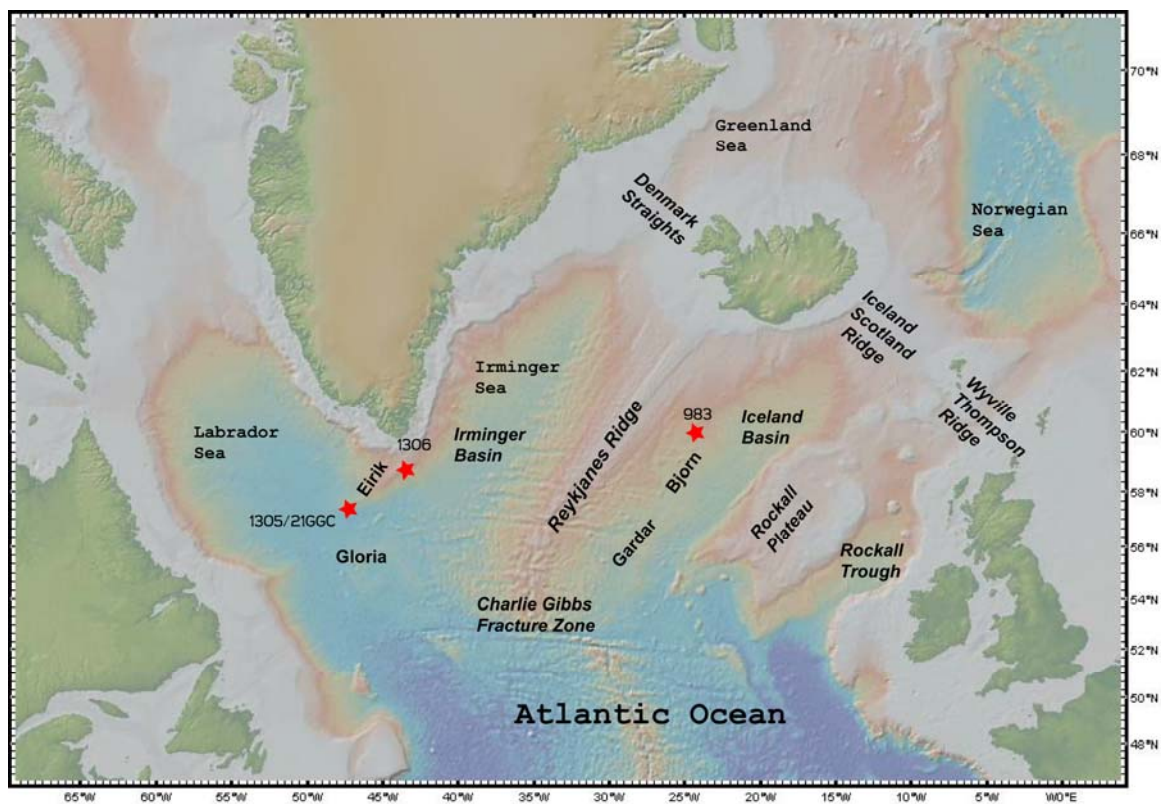 70°N
Greenland
Sea
68°N
Denmark
Straights
Norwegian
Sea
66°N
64°N
Iceland
Scotland
Ridge
Irminger
Sea
62°N
Wyville
Thompson
Ridge
983
Iceland
Basin
60°N
Labrador
Sea
1306
Irminger
Basin
Reykjanes Ridge
Eirik
Bjorn
58°N
Rockall
Plateau
1305/21GGC
Gloria
Gardar
56°N
Rockall
Trough
Charlie Gibbs
Fracture Zone
54°N
52°N
50°N
Atlantic Ocean
48°N
65°W
60°W
55°W
50°W
45°W
40°W
35°W
30°W
25°W
20°W
15°W
10°W
5°W
W0°E